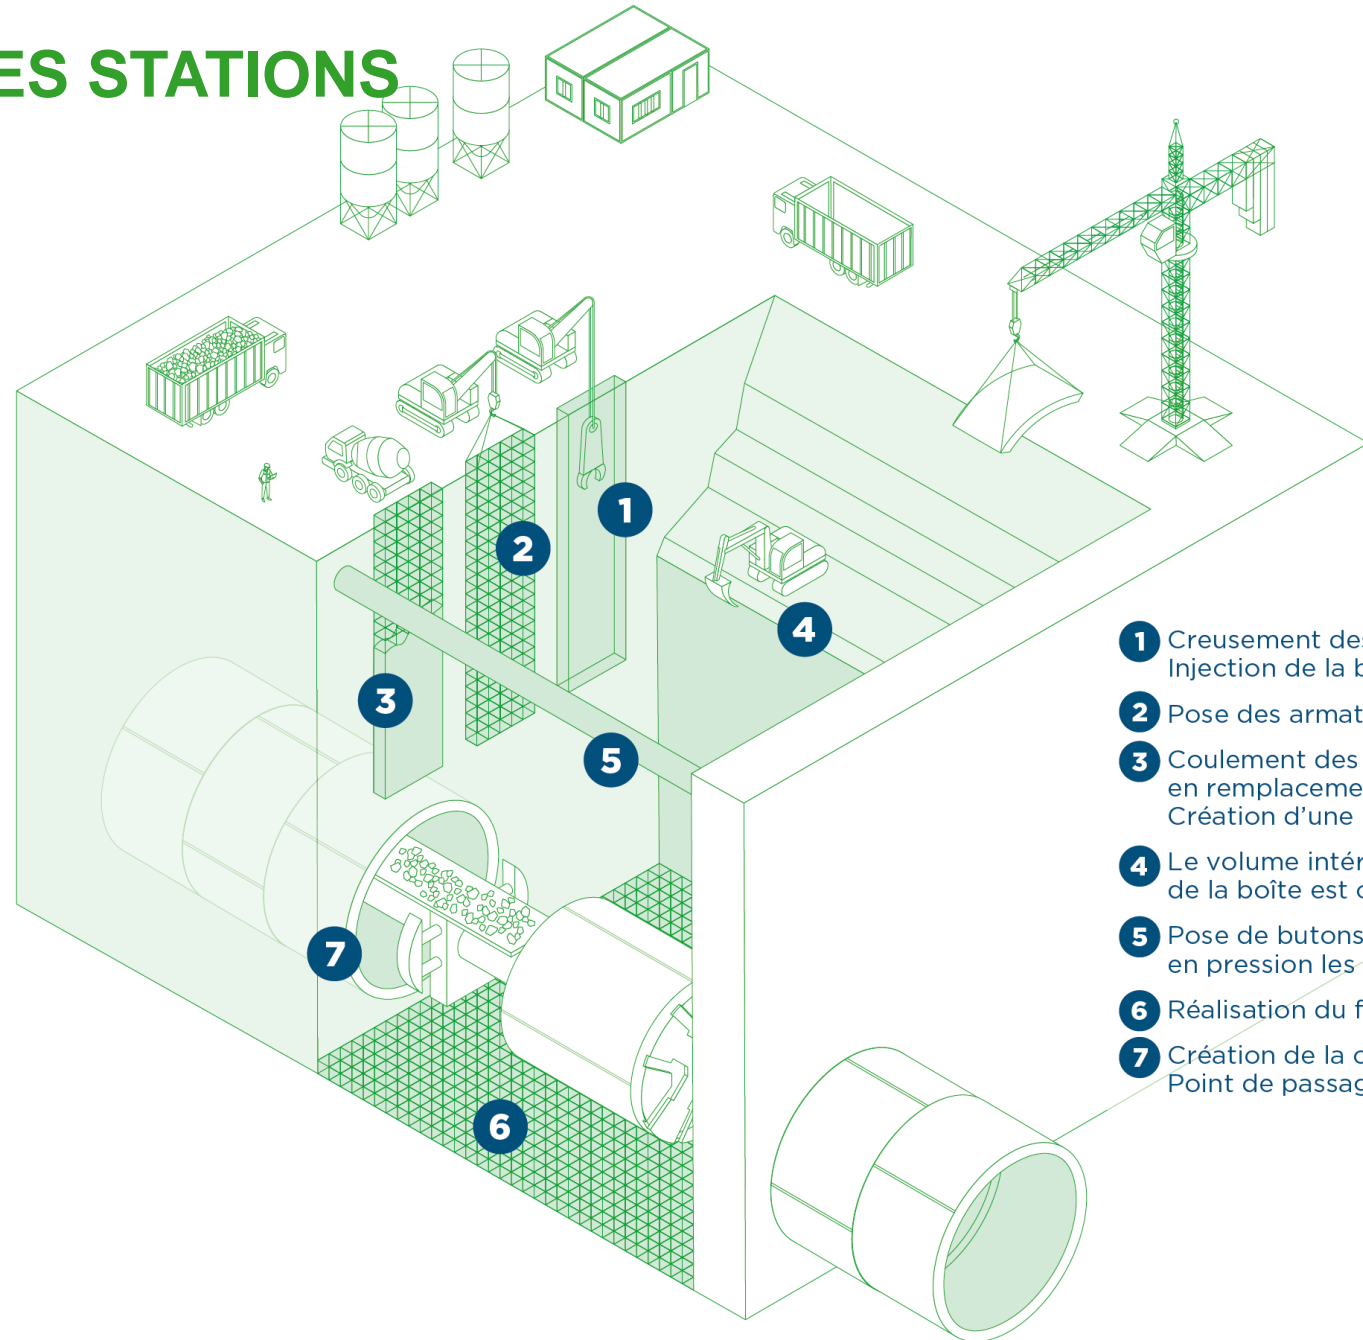 ES STATIONS
1
2
3
4
5
6
7
1 Creusement des
Injection de la b
2 Pose des armat
3 Coulement des
en remplaceme
Création d'une
4 Le volume intér
de la boîte est
5 Pose de butons
en pression les
6 Réalisation du f
7 Création de la
Point de passag